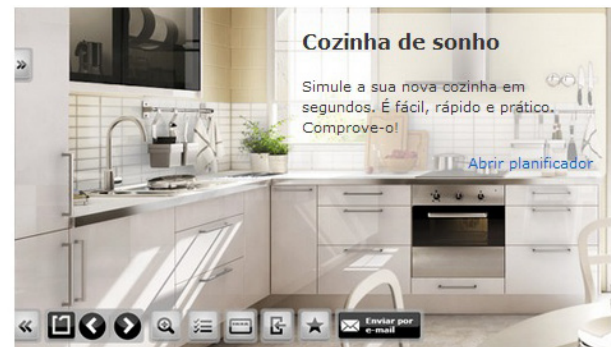 Cozinha de sonho
Simule a sua nova cozinha em
segundos. É fácil, rápido e prático.
Comprove-o!
Abrir planificador
Enviar por
e-mail